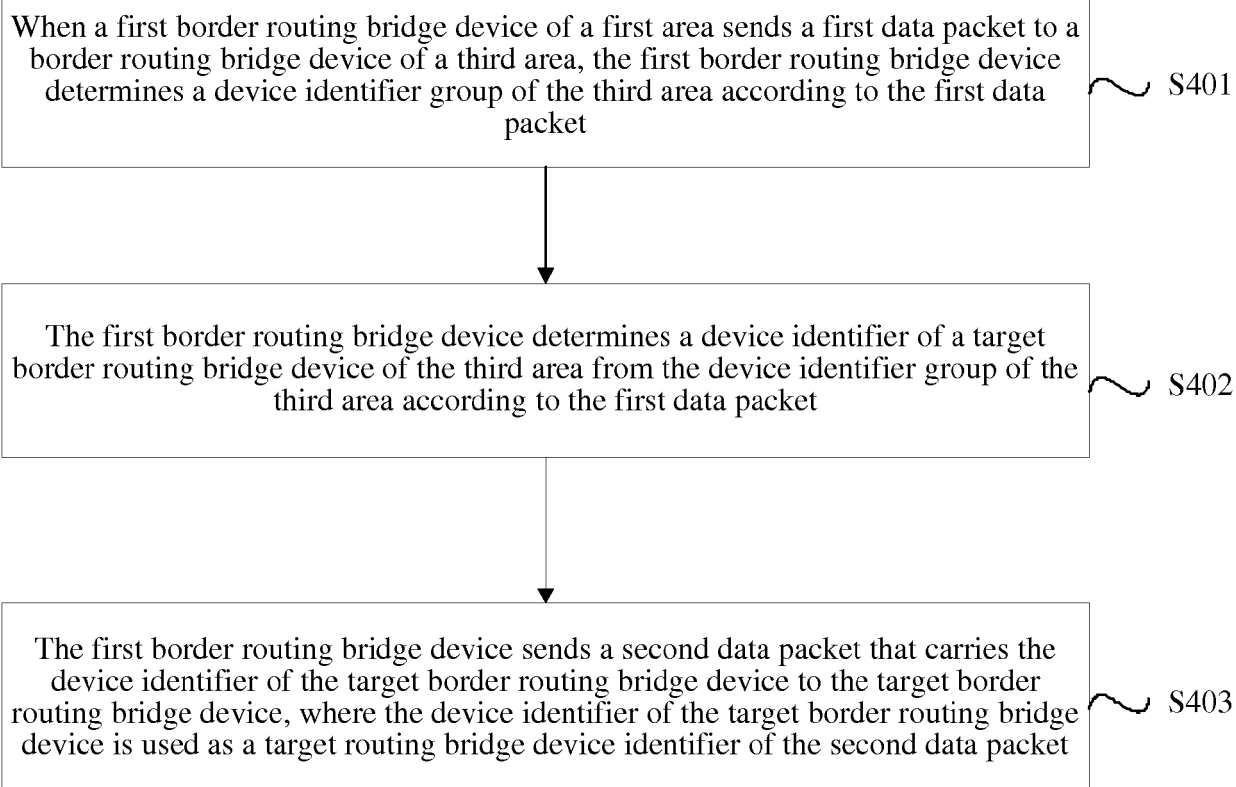 When a first border routing bridge device of a first area sends a first data packet to a
border routing bridge device of a third area, the first border routing bridge device
determines a device identifier group of the third area according to the first data
packet
S401
The first border routing bridge device determines a device identifier of a target
border routing bridge device of the third area from the device identifier group of the
third area according to the first data packet
S402
The first border routing bridge device sends a second data packet that carries the
device identifier of the target border routing bridge device to the target border
routing bridge device, where the device identifier of the target border routing bridge
device is used as a target routing bridge device identifier of the second data packet
S403